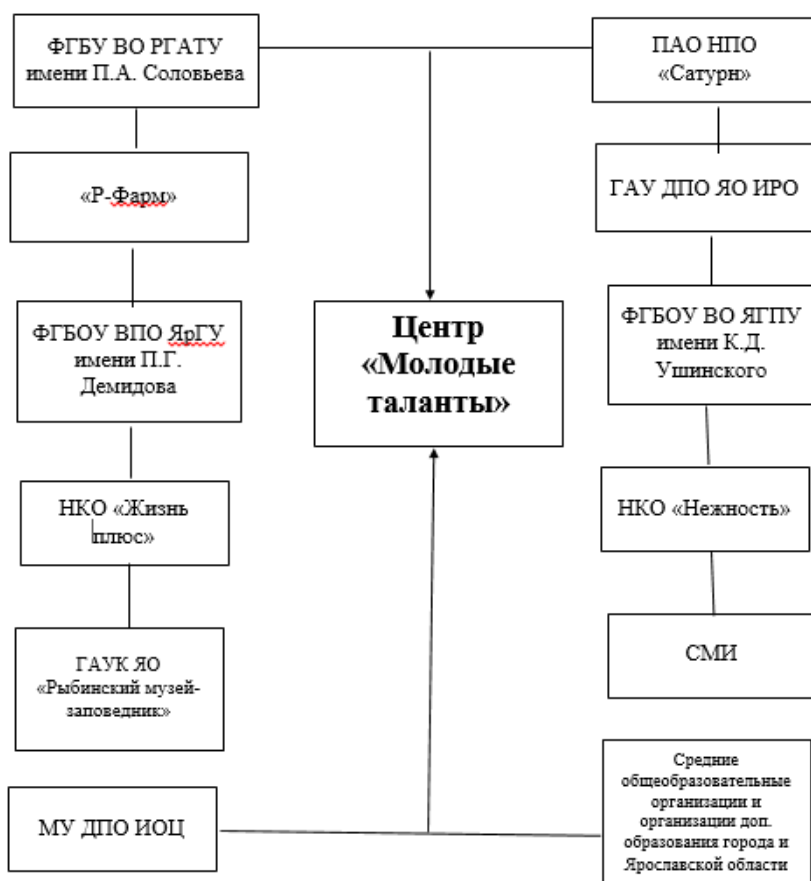 ФГБУ ВО РГАТУ
имени П.А. Соловьева
ПАО НПО
«Сатурн»
«Р-Фарм»
ГАУ ДПО ЯО ИРО
ФГБОУ ВПО ЯрГУ
имени П.Г.
Демидова
Центр
«Молодые
таланты»
ФГБОУ ВО ЯГПУ
имени К.Д.
Ушинского
НКО «Жизнь
плюс»
НКО «Нежность»
ГАУК ЯО
«Рыбинский музей-
заповедник»
СМИ
МУ ДПО ИОЦ
Средние
общеобразовательные
организации и
организации доп.
образования города и
Ярославской области